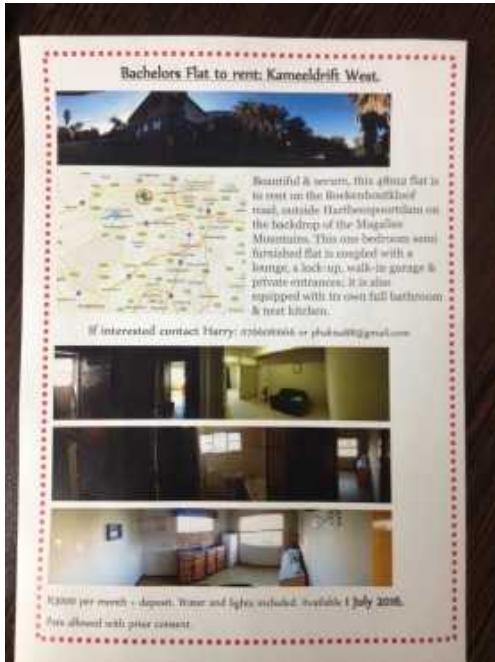 Bachelors Flat to rent: Kameeldrift West.
Beautiful & secure, this 48m2 flat is
to rent on the Boekenhoutkloof
road, outside Hartbeespoortdam on
the backdrop of the Magalies
Mountains. This one bedroom semi
furnished flat is coupled with a
lounge, a lock-up, walk-in garage &
private entrances; it is also
equipped with its own full bathroom
& neat kitchen.
If interested contact Harry: or
per month + deposit. Water and lights included. Available 1 July 2016.
Pets allowed with prior consent.